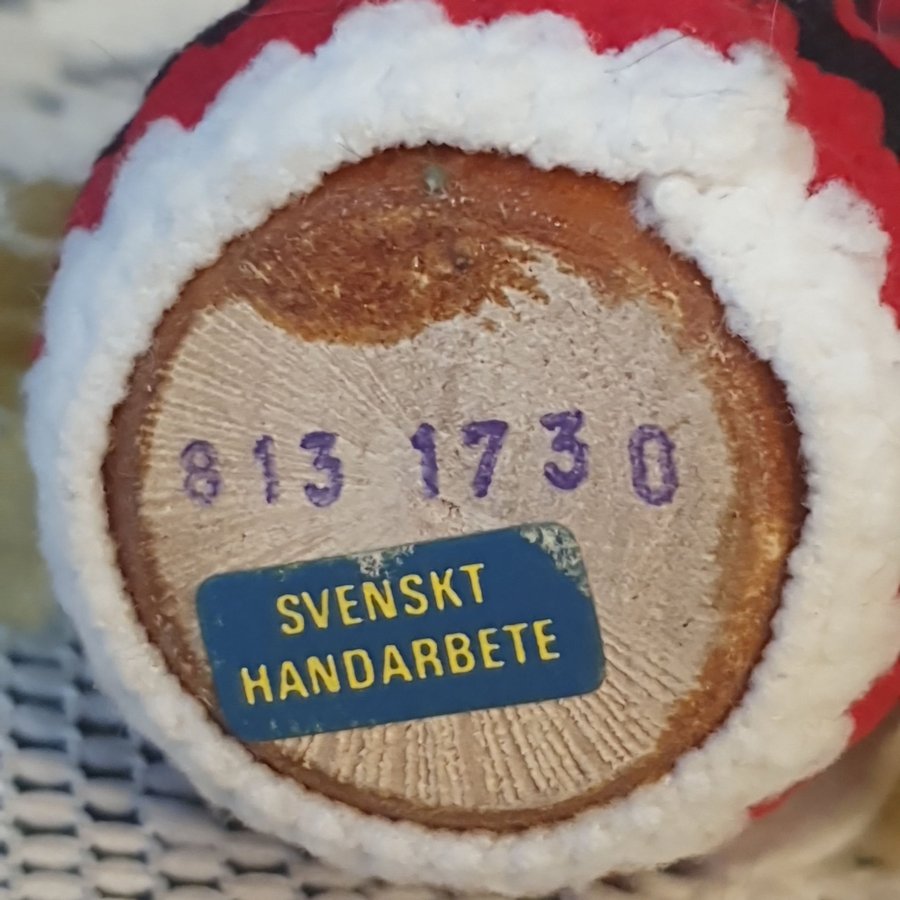 813 1730
SVENSKT
HANDARBETE